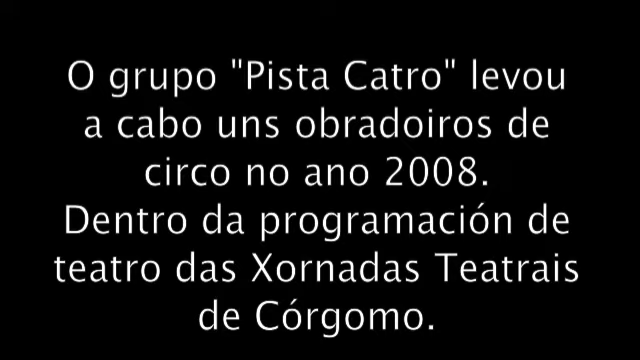 O grupo "Pista Catro" levou
a cabo uns obradoiros de
circo no ano 2008.
Dentro da programación de
teatro das Xornadas Teatrais
de Córgomo.